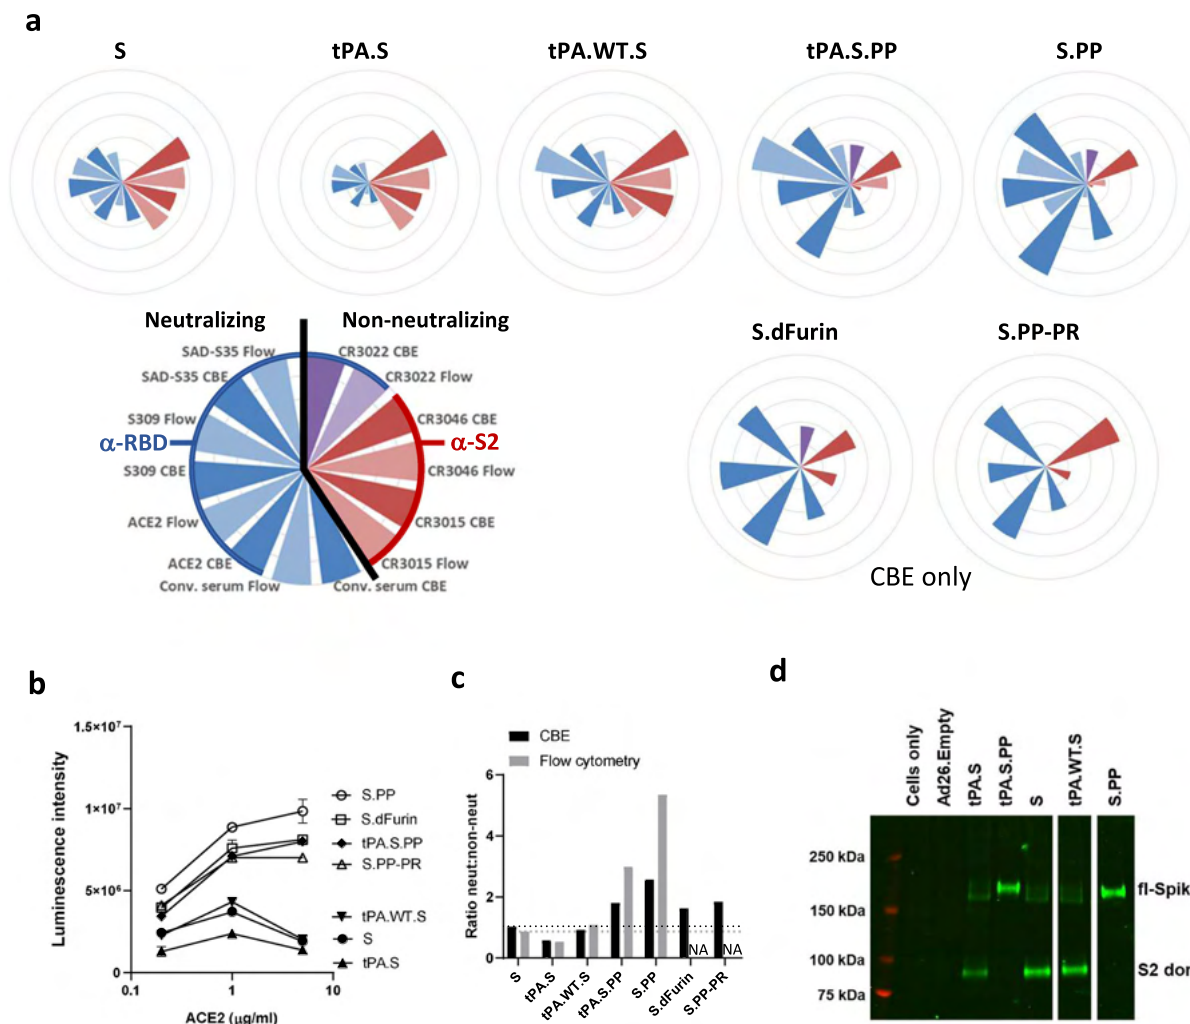 a
S
tPA.S
tPA.WT.S
tPA.S.PP
S.PP
Neutralizing
Non-neutralizing
SAD-S35 Flow
CR3022 CBE
SAD-S35 CBE
CR3022 Flow
S309 Flow
CR3046 CBE
α-RBD
α-S2
S309 CBE
CR3046 Flow
ACE2 Flow
CR3015 CBE
ACE2 CBE
CR3015 Flow
Conv. serum Flow
Conv. serum CBE
S.dFurin
S.PP-PR
CBE only
b
Luminescence intensity
1.5×10⁷
1×10⁷
5×10⁶
0
0.1
1
10
ACE2 (μg/ml)
S.PP
S.dFurin
tPA.S.PP
S.PP-PR
tPA.WT.S
S
tPA.S
c
CBE
Flow cytometry
Ratio neut:non-neut
6
4
2
0
NA
NA
S
tPA.S
tPA.WT.S
tPA.S.PP
S.PP
S.dFurin
S.PP-PR
d
Cells only
Ad26.Empty
tPA.S
tPA.S.PP
S
tPA.WT.S
S.PP
250 kDa
150 kDa
100 kDa
75 kDa
fl-Spik
S2 dor